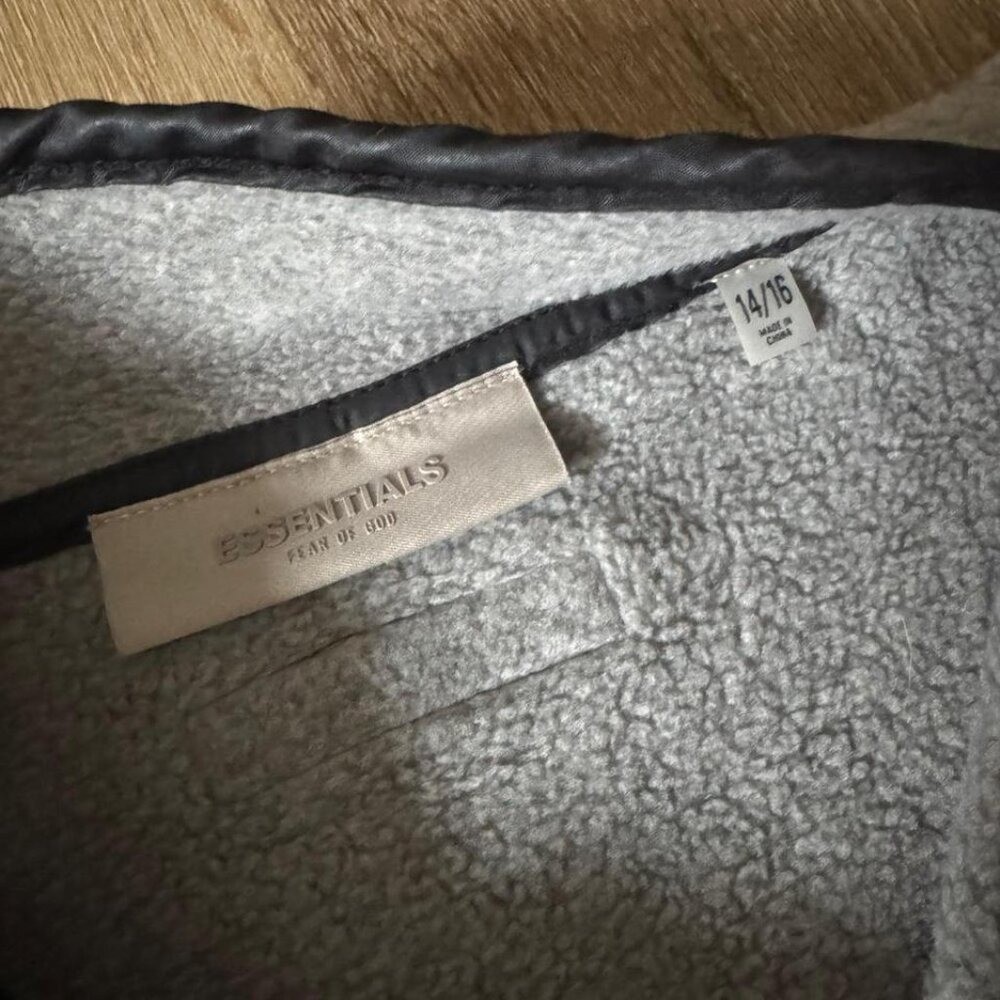 ESSENTIALS
FEAR OF GOD
14/16
MADE IN
CHINA